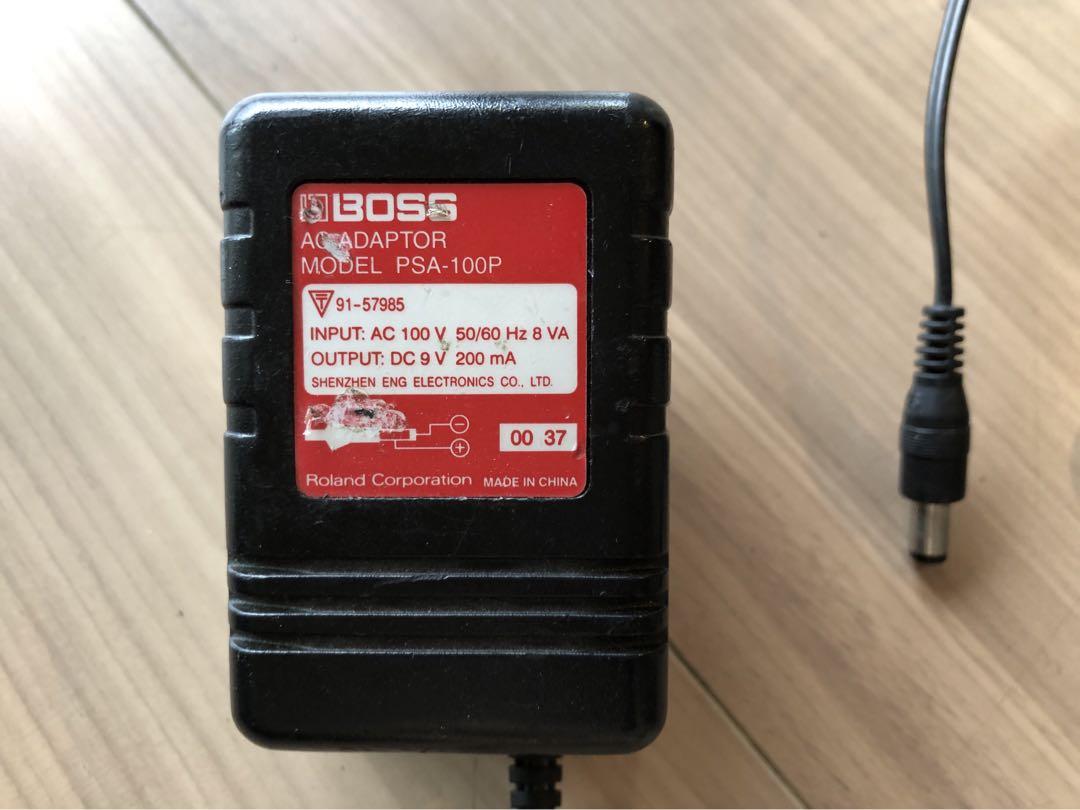 BOSS
AC ADAPTOR
MODEL PSA-100P
T 91-57985
INPUT: AC 100 V 50/60 Hz 8 VA
OUTPUT: DC 9 V 200 mA
SHENZHEN ENG ELECTRONICS CO., LTD.
−
+
00 37
Roland Corporation MADE IN CHINA